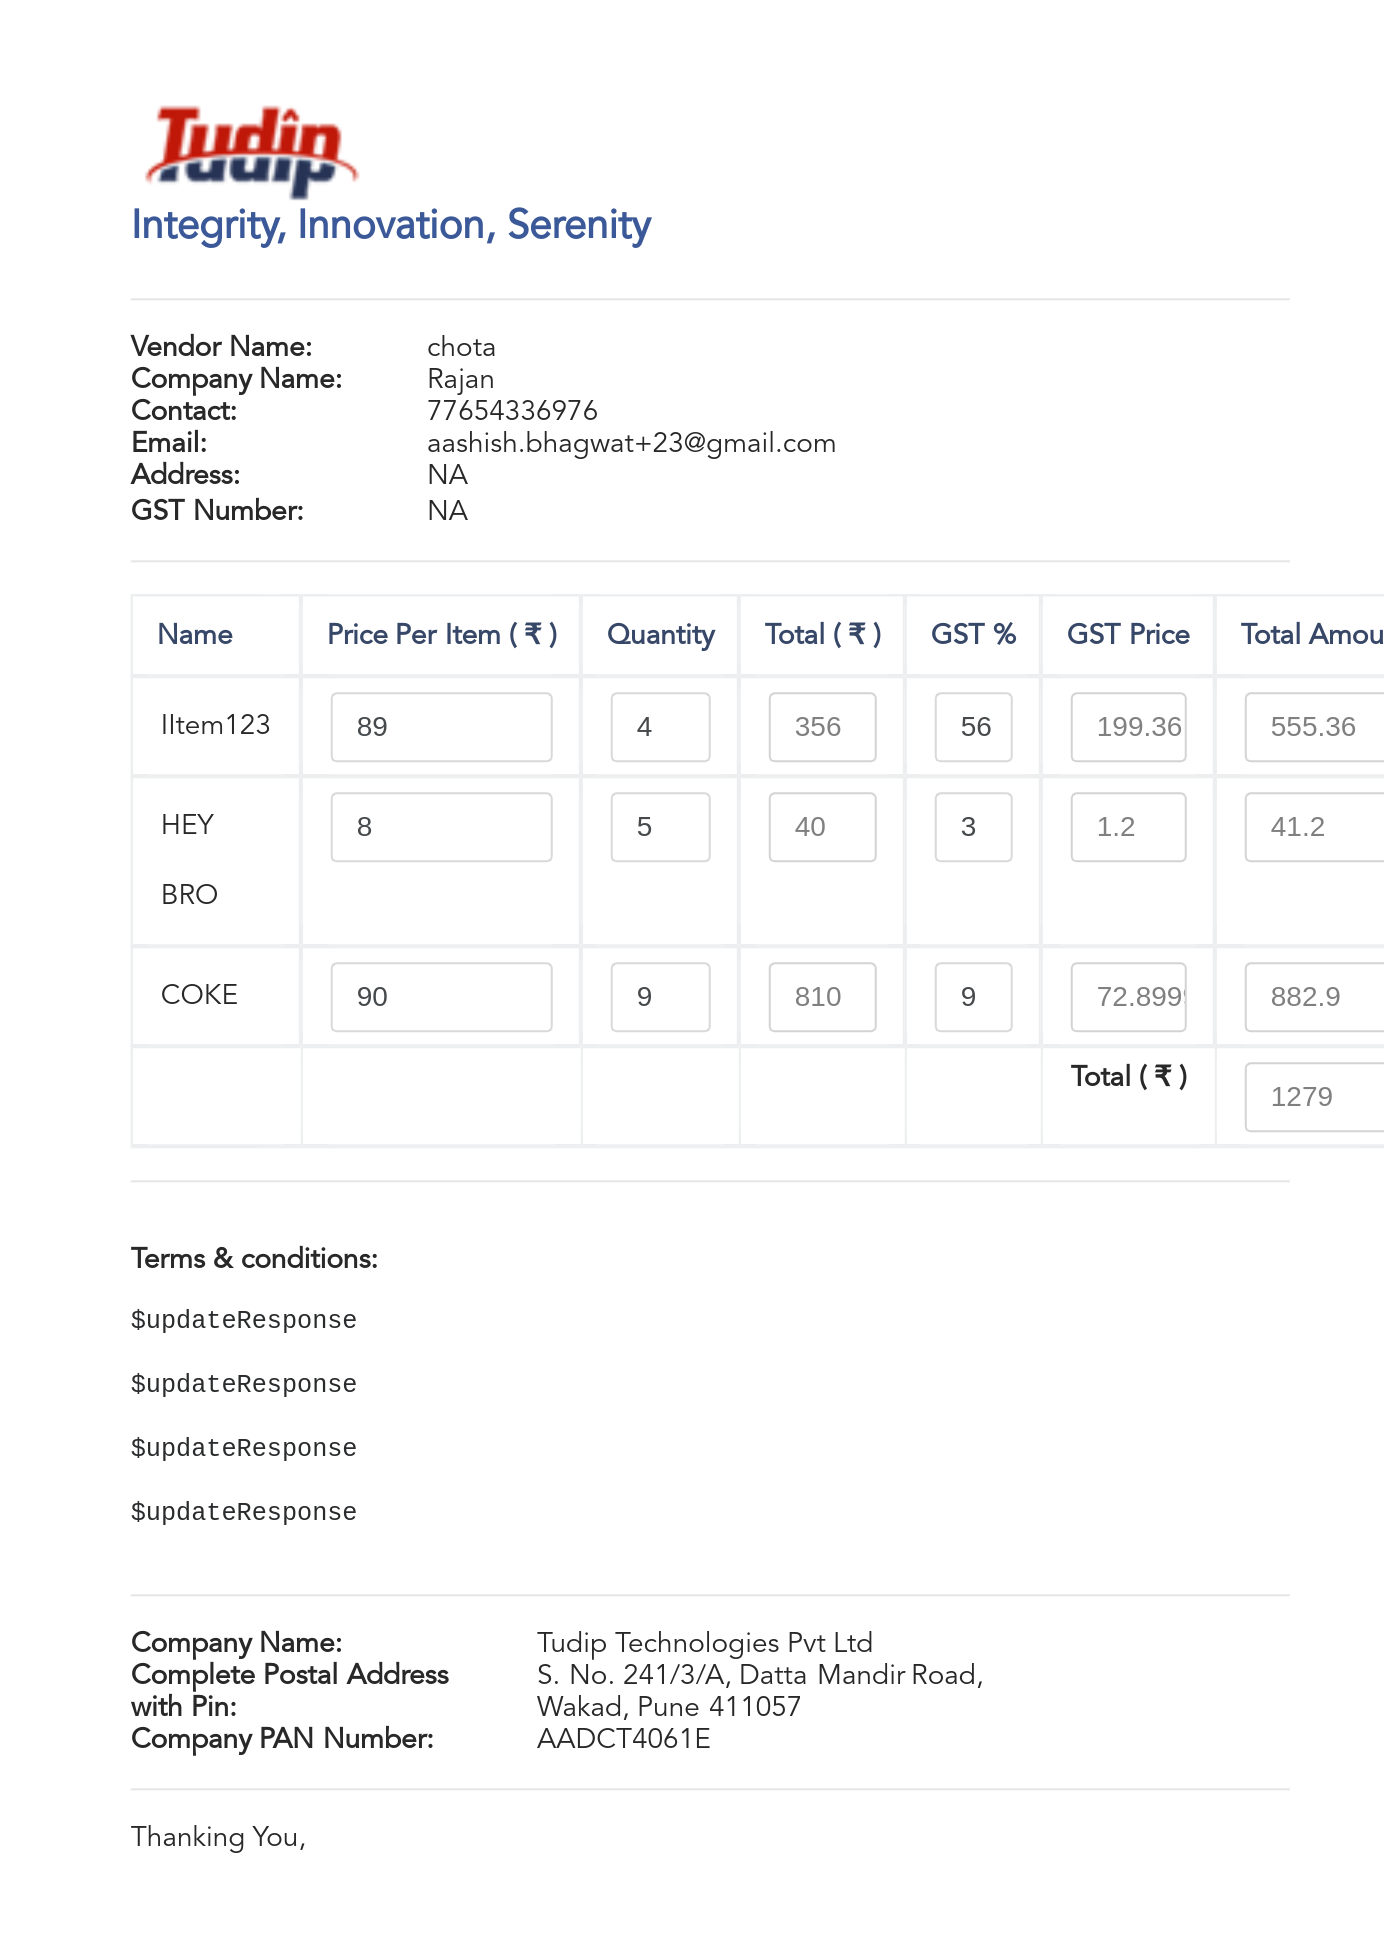 Tudip
Integrity, Innovation, Serenity
Vendor Name: chota
Company Name: Rajan
Contact: 77654336976
Email: aashish.bhagwat+23@gmail.com
Address: NA
GST Number: NA
Name Price Per Item ( ₹ ) Quantity Total ( ₹ ) GST % GST Price Total Amou
IItem123 89 4 356 56 199.36 555.36
HEY 8 5 40 3 1.2 41.2
BRO
COKE 90 9 810 9 72.899 882.9
Total ( ₹ ) 1279
Terms & conditions:
$updateResponse
$updateResponse
$updateResponse
$updateResponse
Company Name: Tudip Technologies Pvt Ltd
Complete Postal Address S. No. 241/3/A, Datta Mandir Road,
with Pin: Wakad, Pune 411057
Company PAN Number: AADCT4061E
Thanking You,